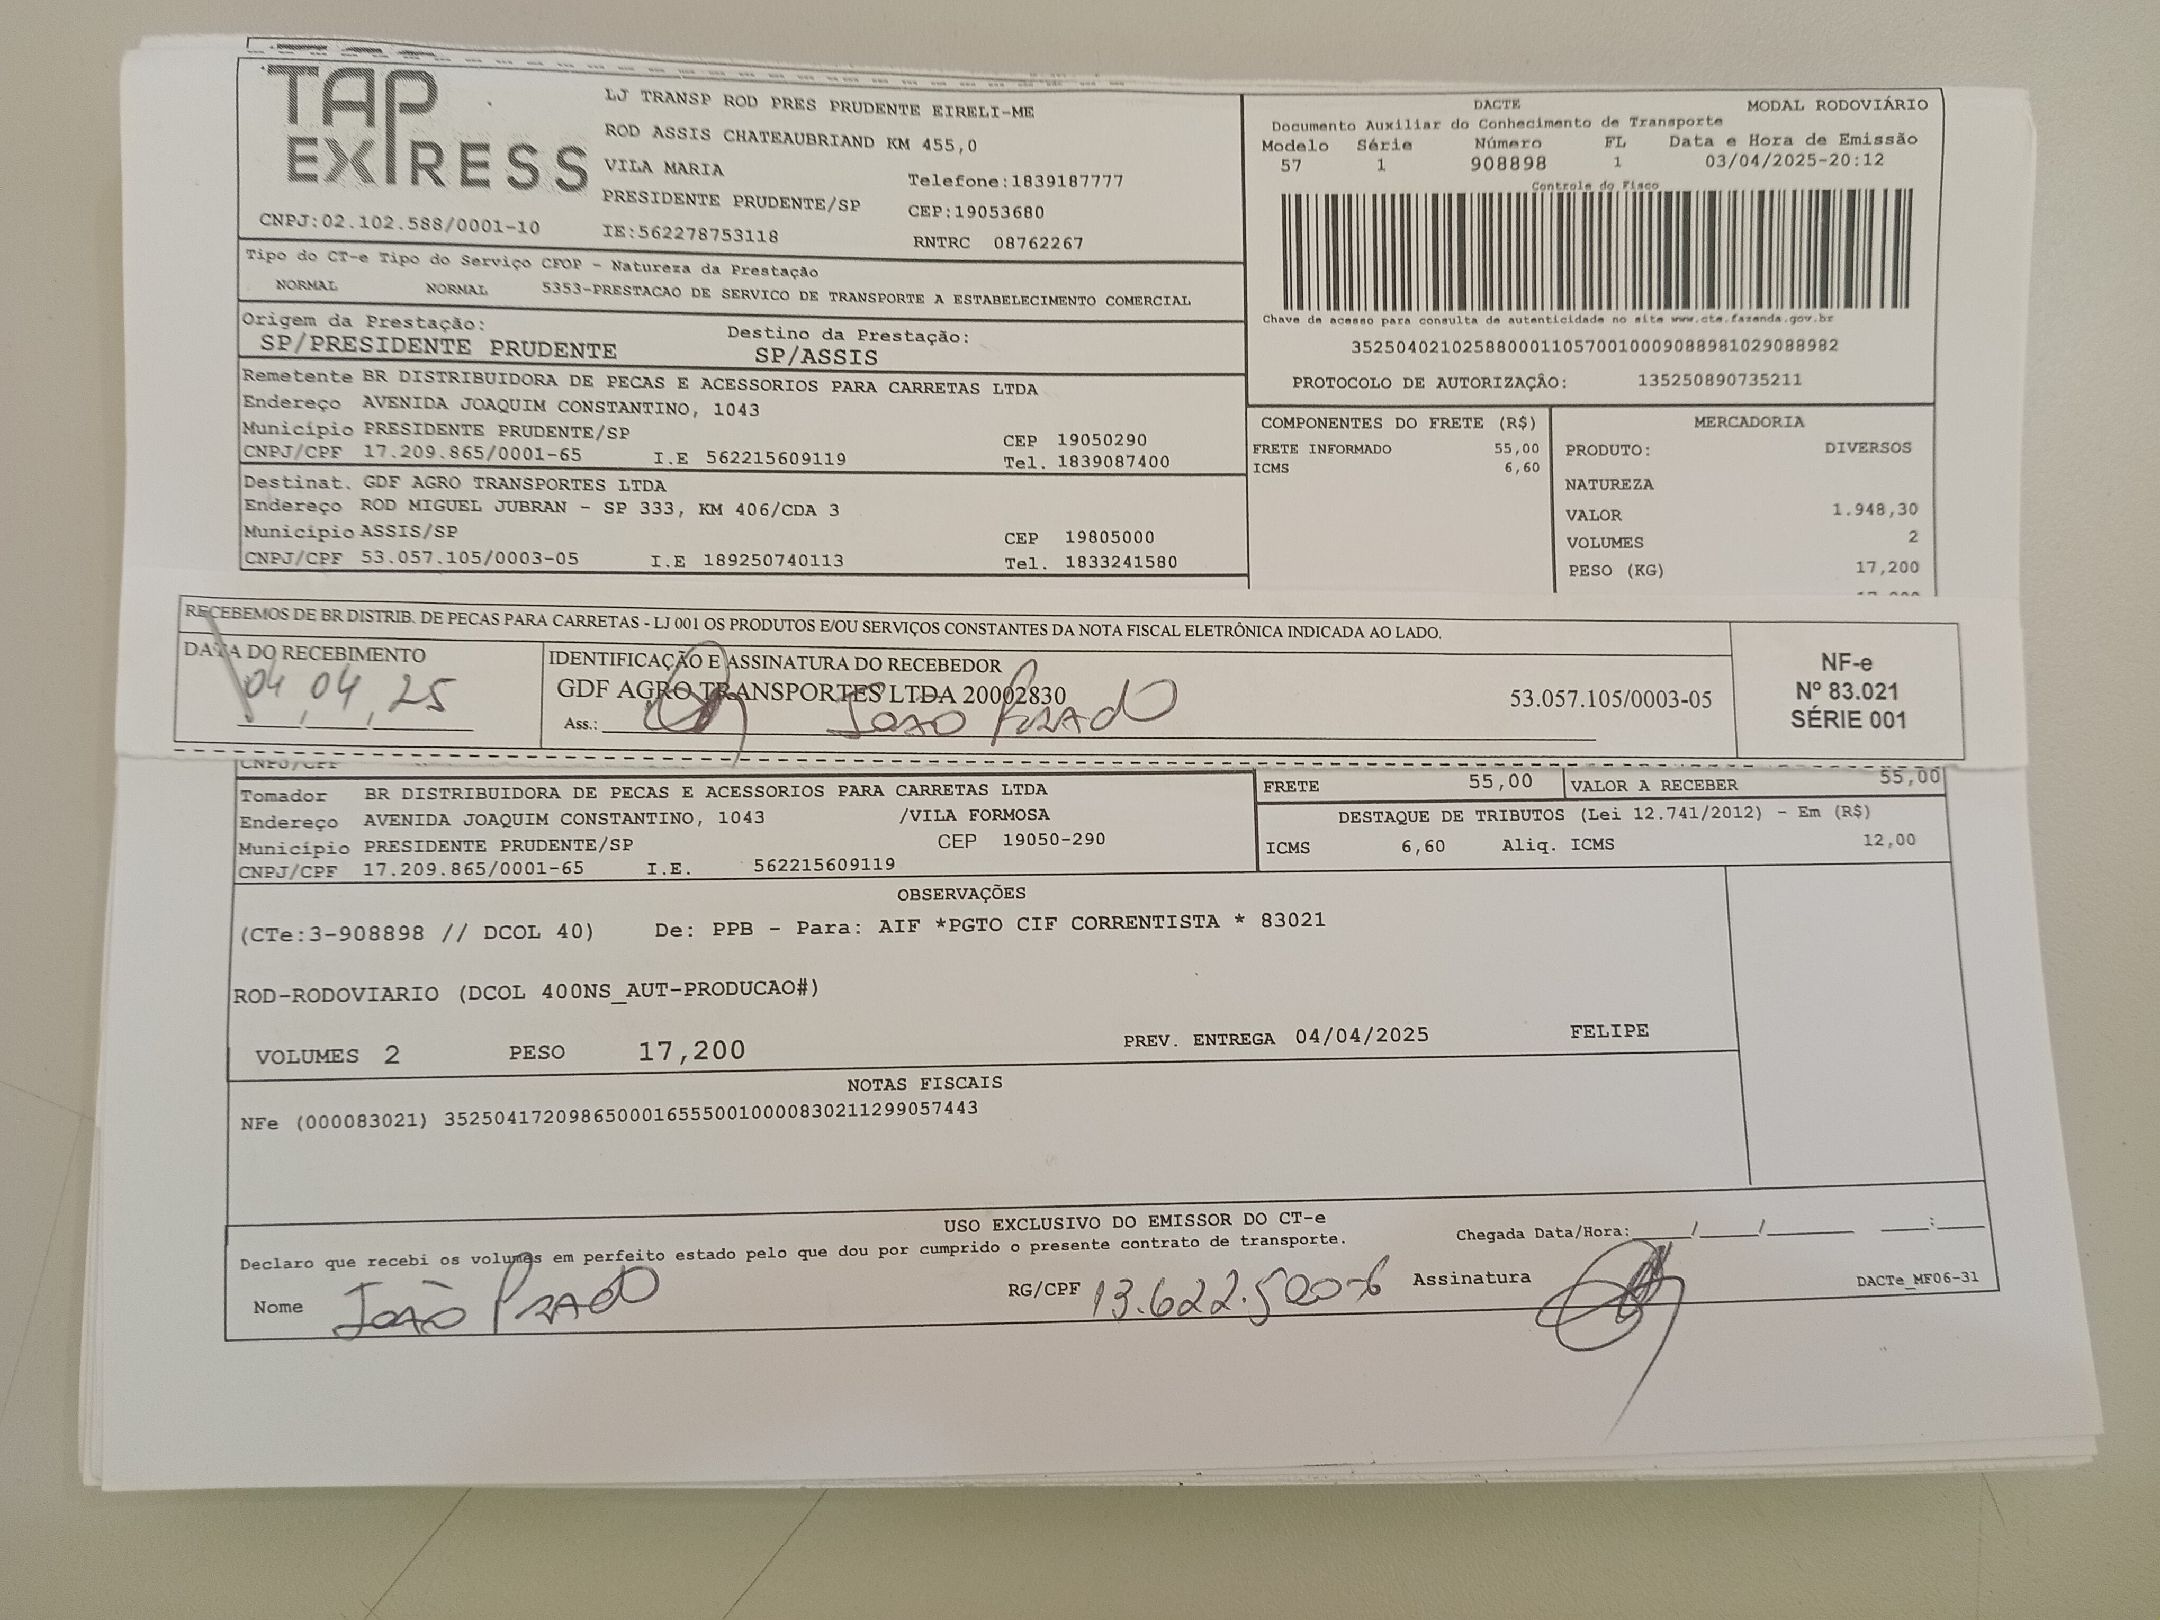 TAP EXPRESS
LJ TRANSP ROD PRES PRUDENTE EIRELI-ME
ROD ASSIS CHATEAUBRIAND KM 455,0
VILA MARIA
Telefone:1839187777
PRESIDENTE PRUDENTE/SP
CEP:19053680
CNPJ:02.102.588/0001-10
IE:562278753118
RNTRC 08762267
DACTE MODAL RODOVIÁRIO
Documento Auxiliar do Conhecimento de Transporte
Modelo Série Número FL Data e Hora de Emissão
57 1 908898 1 03/04/2025-20:12
Controle do Fisco
Chave de acesso para consulta de autenticidade no site www.cte.fazenda.gov.br
35250402102588000110570010009088981029088982
PROTOCOLO DE AUTORIZAÇÃO: 135250890735211
Tipo do CT-e Tipo do Serviço CFOP - Natureza da Prestação
NORMAL NORMAL 5353-PRESTACAO DE SERVICO DE TRANSPORTE A ESTABELECIMENTO COMERCIAL
Origem da Prestação: Destino da Prestação:
SP/PRESIDENTE PRUDENTE SP/ASSIS
Remetente BR DISTRIBUIDORA DE PECAS E ACESSORIOS PARA CARRETAS LTDA
Endereço AVENIDA JOAQUIM CONSTANTINO, 1043
Município PRESIDENTE PRUDENTE/SP CEP 19050290
CNPJ/CPF 17.209.865/0001-65 I.E 562215609119 Tel. 1839087400
Destinat. GDF AGRO TRANSPORTES LTDA
Endereço ROD MIGUEL JUBRAN - SP 333, KM 406/CDA 3
Município ASSIS/SP CEP 19805000
CNPJ/CPF 53.057.105/0003-05 I.E 189250740113 Tel. 1833241580
COMPONENTES DO FRETE (R$)
FRETE INFORMADO 55,00
ICMS 6,60
MERCADORIA
PRODUTO: DIVERSOS
NATUREZA
VALOR 1.948,30
VOLUMES 2
PESO (KG) 17,200
RECEBEMOS DE BR DISTRIB. DE PECAS PARA CARRETAS - LJ 001 OS PRODUTOS E/OU SERVIÇOS CONSTANTES DA NOTA FISCAL ELETRÔNICA INDICADA AO LADO.
DATA DO RECEBIMENTO
04,04,25
IDENTIFICAÇÃO E ASSINATURA DO RECEBEDOR
GDF AGRO TRANSPORTES LTDA 20002830 53.057.105/0003-05
Ass.: João Prado
NF-e
Nº 83.021
SÉRIE 001
CNPJ/CPF
Tomador BR DISTRIBUIDORA DE PECAS E ACESSORIOS PARA CARRETAS LTDA
Endereço AVENIDA JOAQUIM CONSTANTINO, 1043 /VILA FORMOSA
Município PRESIDENTE PRUDENTE/SP CEP 19050-290
CNPJ/CPF 17.209.865/0001-65 I.E. 562215609119
FRETE 55,00 VALOR A RECEBER 55,00
DESTAQUE DE TRIBUTOS (Lei 12.741/2012) - Em (R$)
ICMS 6,60 Aliq. ICMS 12,00
OBSERVAÇÕES
(CTe:3-908898 // DCOL 40) De: PPB - Para: AIF *PGTO CIF CORRENTISTA * 83021
ROD-RODOVIARIO (DCOL 400NS_AUT-PRODUCAO#)
VOLUMES 2 PESO 17,200 PREV. ENTREGA 04/04/2025 FELIPE
NOTAS FISCAIS
NFe (000083021) 35250417209865000165550010000830211299057443
USO EXCLUSIVO DO EMISSOR DO CT-e
Declaro que recebi os volumes em perfeito estado pelo que dou por cumprido o presente contrato de transporte.
Chegada Data/Hora: / / :
Nome João Prado RG/CPF Assinatura
DACTe_MF06-31